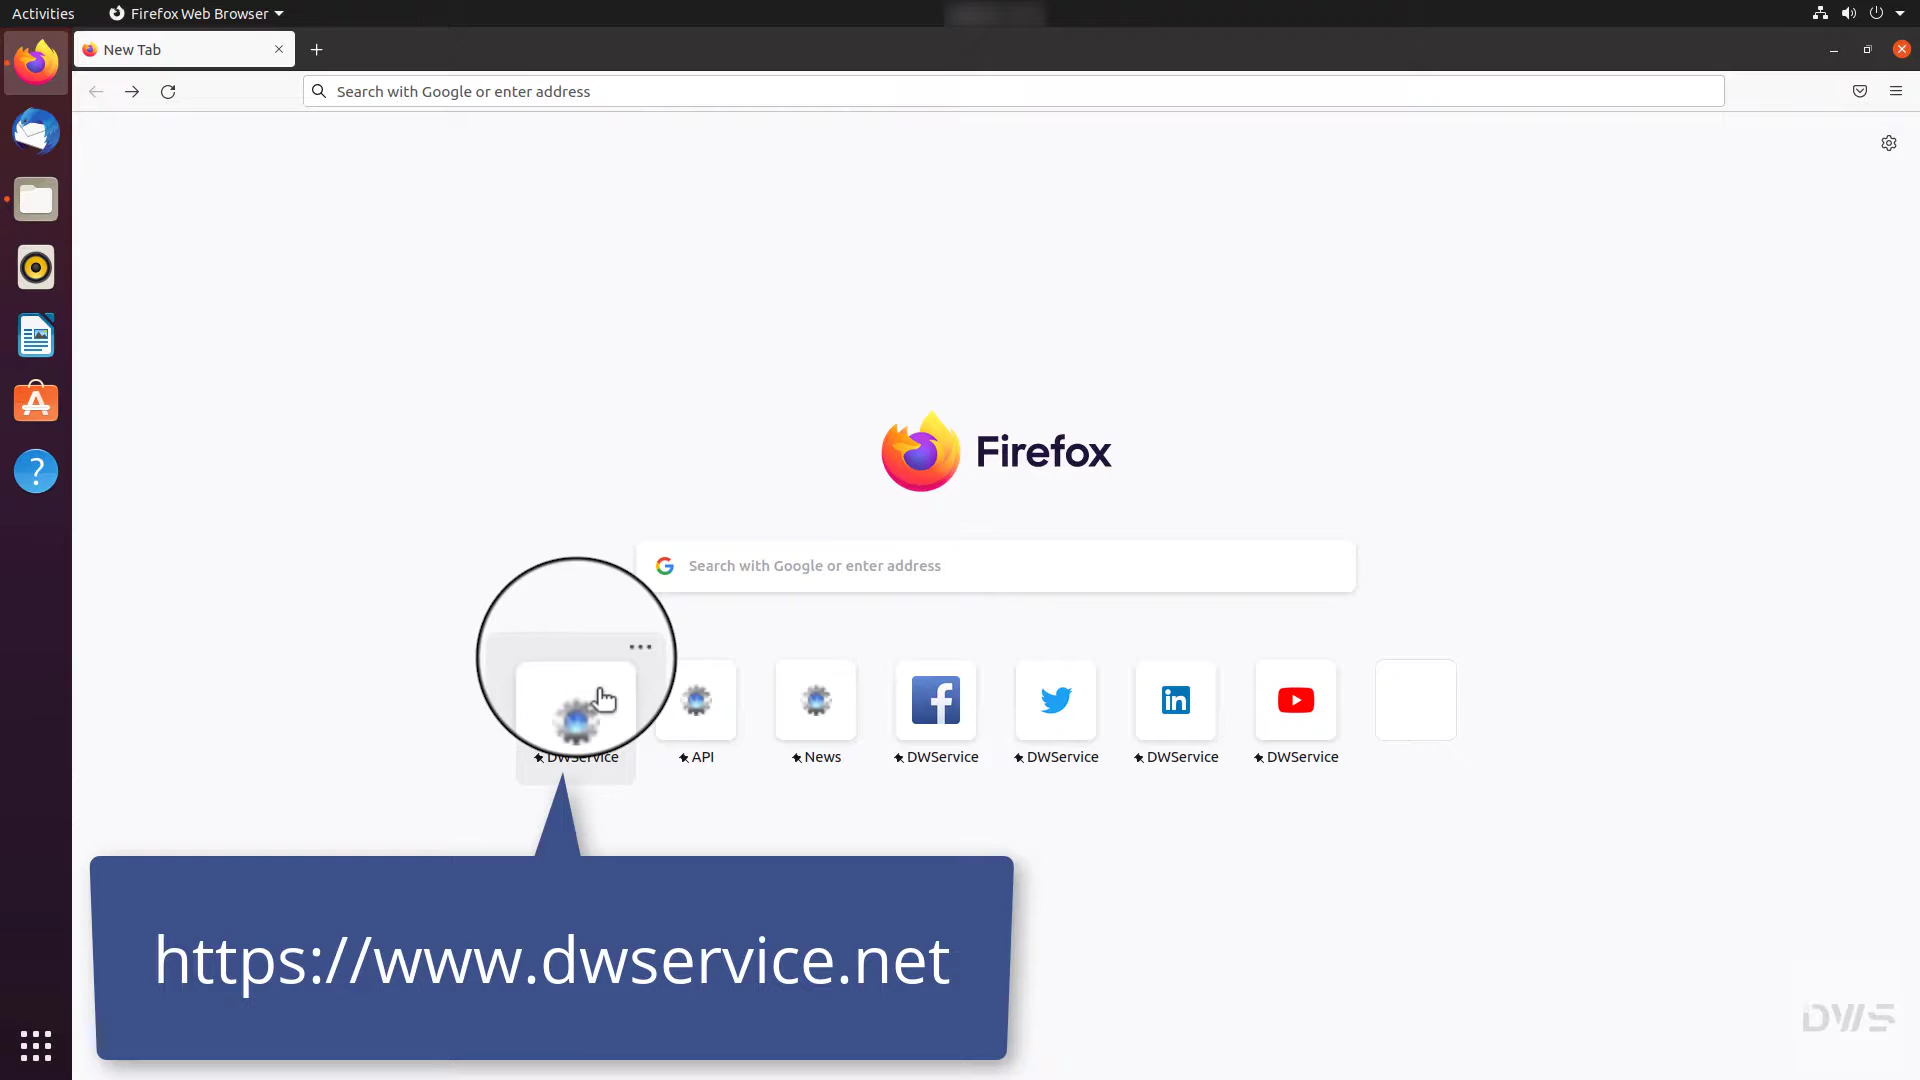 Activities
Firefox Web Browser
New Tab
Search with Google or enter address
Firefox
Search with Google or enter address
DWService
API
News
DWService
DWService
DWService
DWService
https://www.dwservice.net
DWS